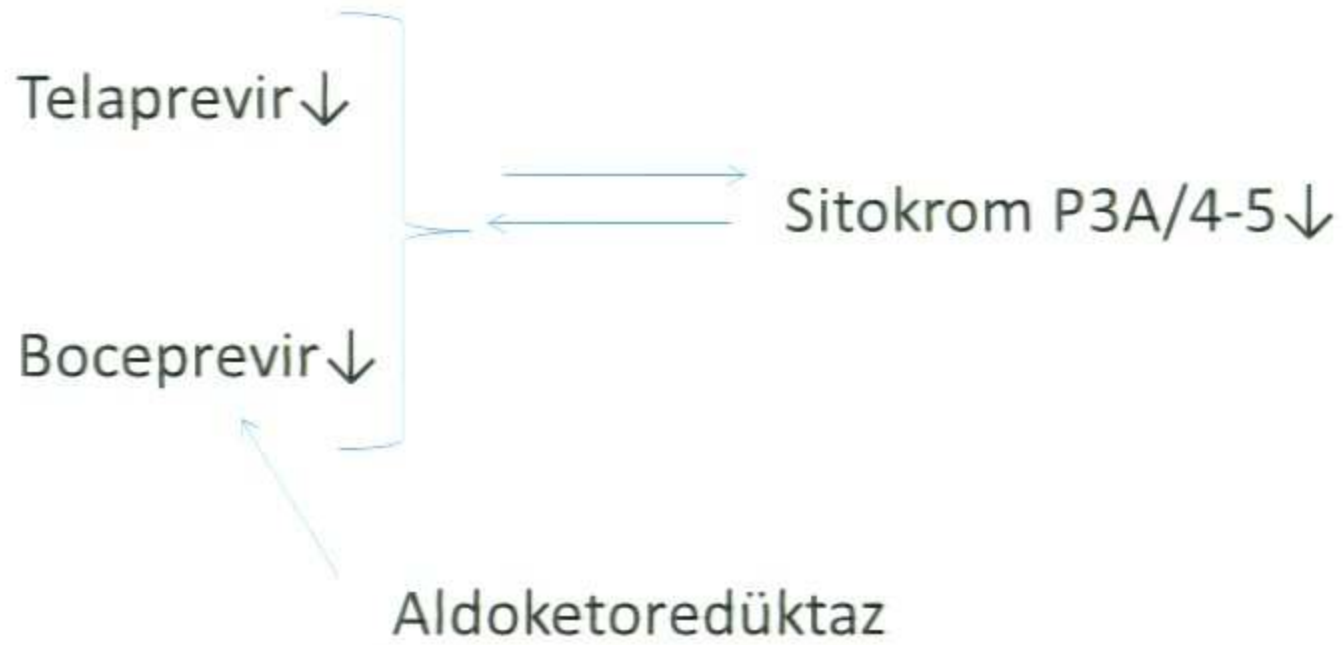 Telaprevir↓
Sitokrom P3A/4-5↓
Boceprevir↓
Aldoketoredüktaz